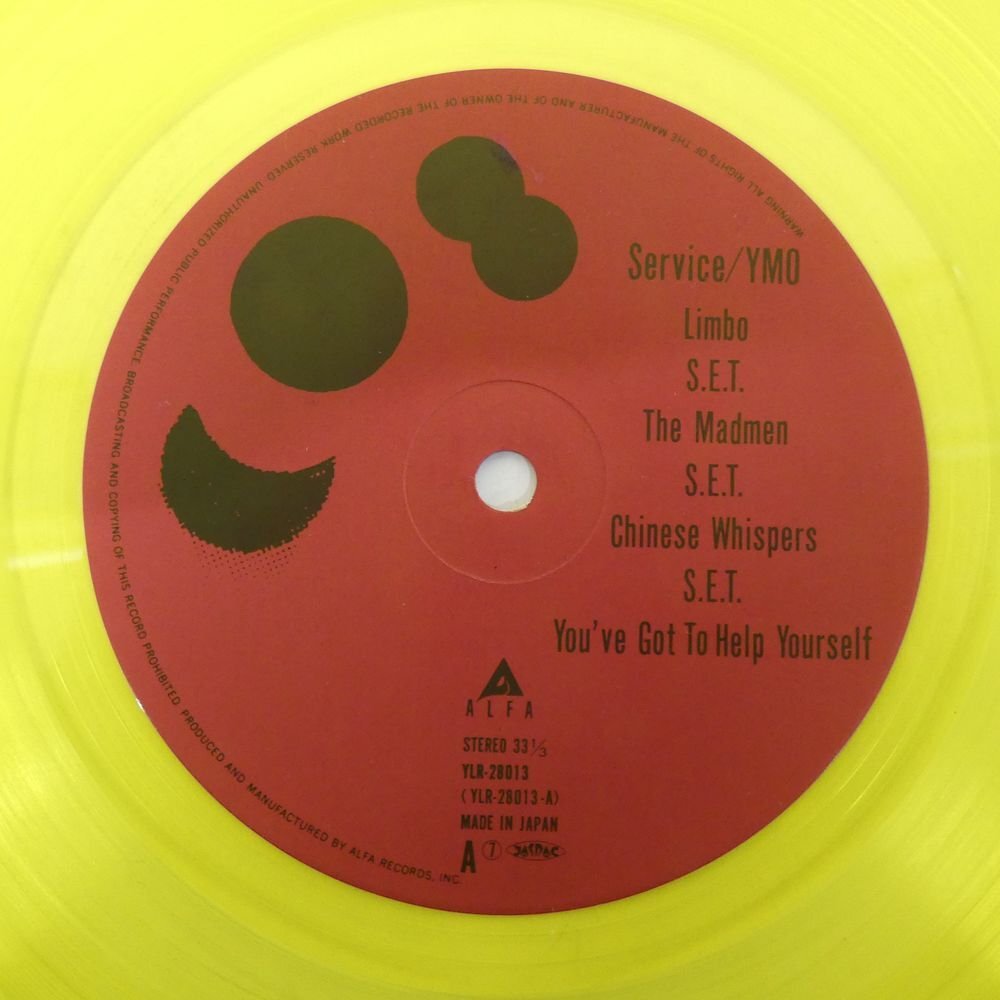 Service/YMO
Limbo
S.E.T.
The Madmen
S.E.T.
Chinese Whispers
S.E.T.
You've Got To Help Yourself
ALFA
STEREO 33 1/3
YLR-28013
(YLR-28013-A)
MADE IN JAPAN
A 7 JASRAC
WARNING ALL RIGHTS OF THE MANUFACTURER AND OF THE OWNER OF THE RECORDED WORK RESERVED. UNAUTHORIZED PUBLIC PERFORMANCE, BROADCASTING AND COPYING OF THIS RECORD PROHIBITED. PRODUCED AND MANUFACTURED BY ALFA RECORDS, INC.